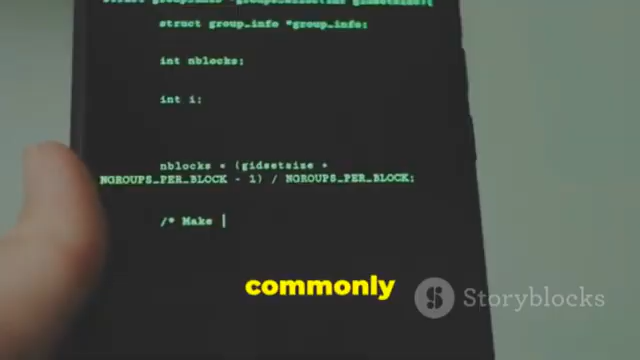 struct group_info *group_info;
int nblocks;
int i;
nblocks = (gidsetsize +
NGROUPS_PER_BLOCK - 1) / NGROUPS_PER_BLOCK;
/* Make |
commonly
Storyblocks